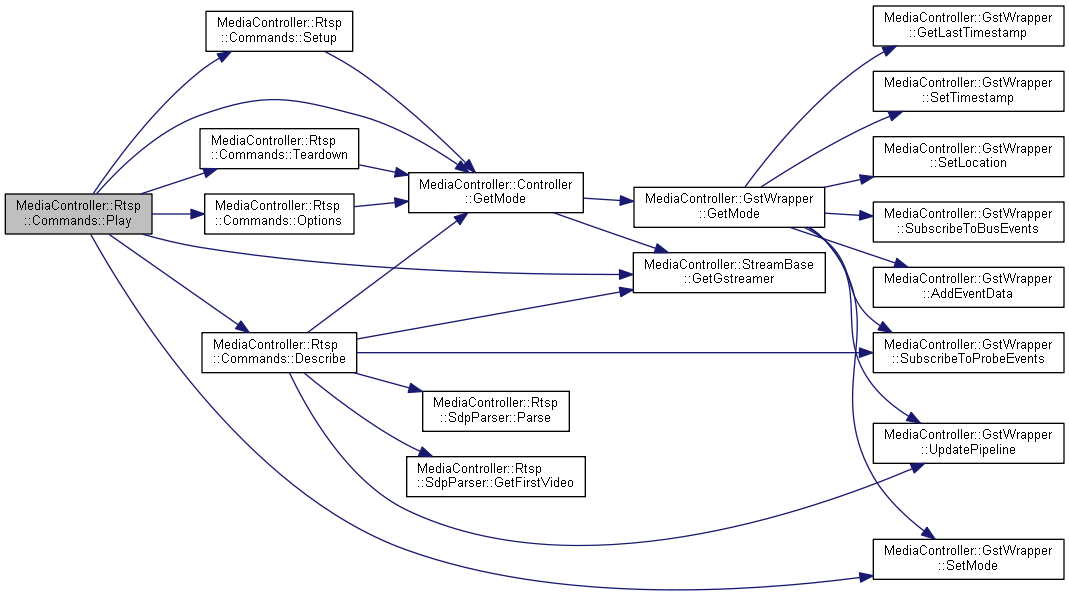 MediaController::Rtsp
::Commands::Play
MediaController::Rtsp
::Commands::Setup
MediaController::Rtsp
::Commands::Teardown
MediaController::Rtsp
::Commands::Options
MediaController::Rtsp
::Commands::Describe
MediaController::Controller
::GetMode
MediaController::Rtsp
::SdpParser::Parse
MediaController::Rtsp
::SdpParser::GetFirstVideo
MediaController::GstWrapper
::GetMode
MediaController::StreamBase
::GetGstreamer
MediaController::GstWrapper
::GetLastTimestamp
MediaController::GstWrapper
::SetTimestamp
MediaController::GstWrapper
::SetLocation
MediaController::GstWrapper
::SubscribeToBusEvents
MediaController::GstWrapper
::AddEventData
MediaController::GstWrapper
::SubscribeToProbeEvents
MediaController::GstWrapper
::UpdatePipeline
MediaController::GstWrapper
::SetMode